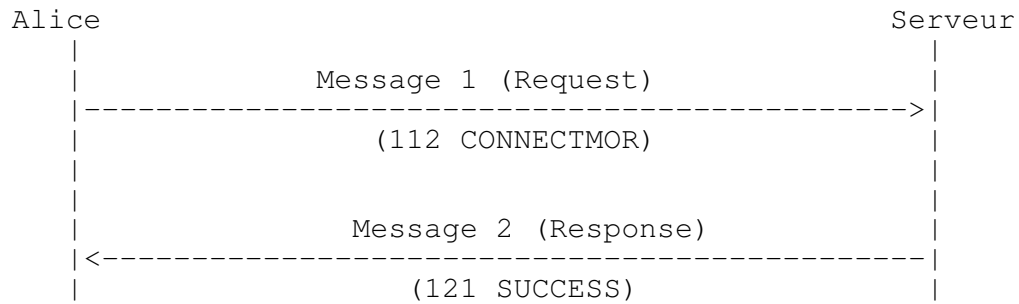 Alice Serveur
Message 1 (Request)
(112 CONNECTMOR)
Message 2 (Response)
(121 SUCCESS)